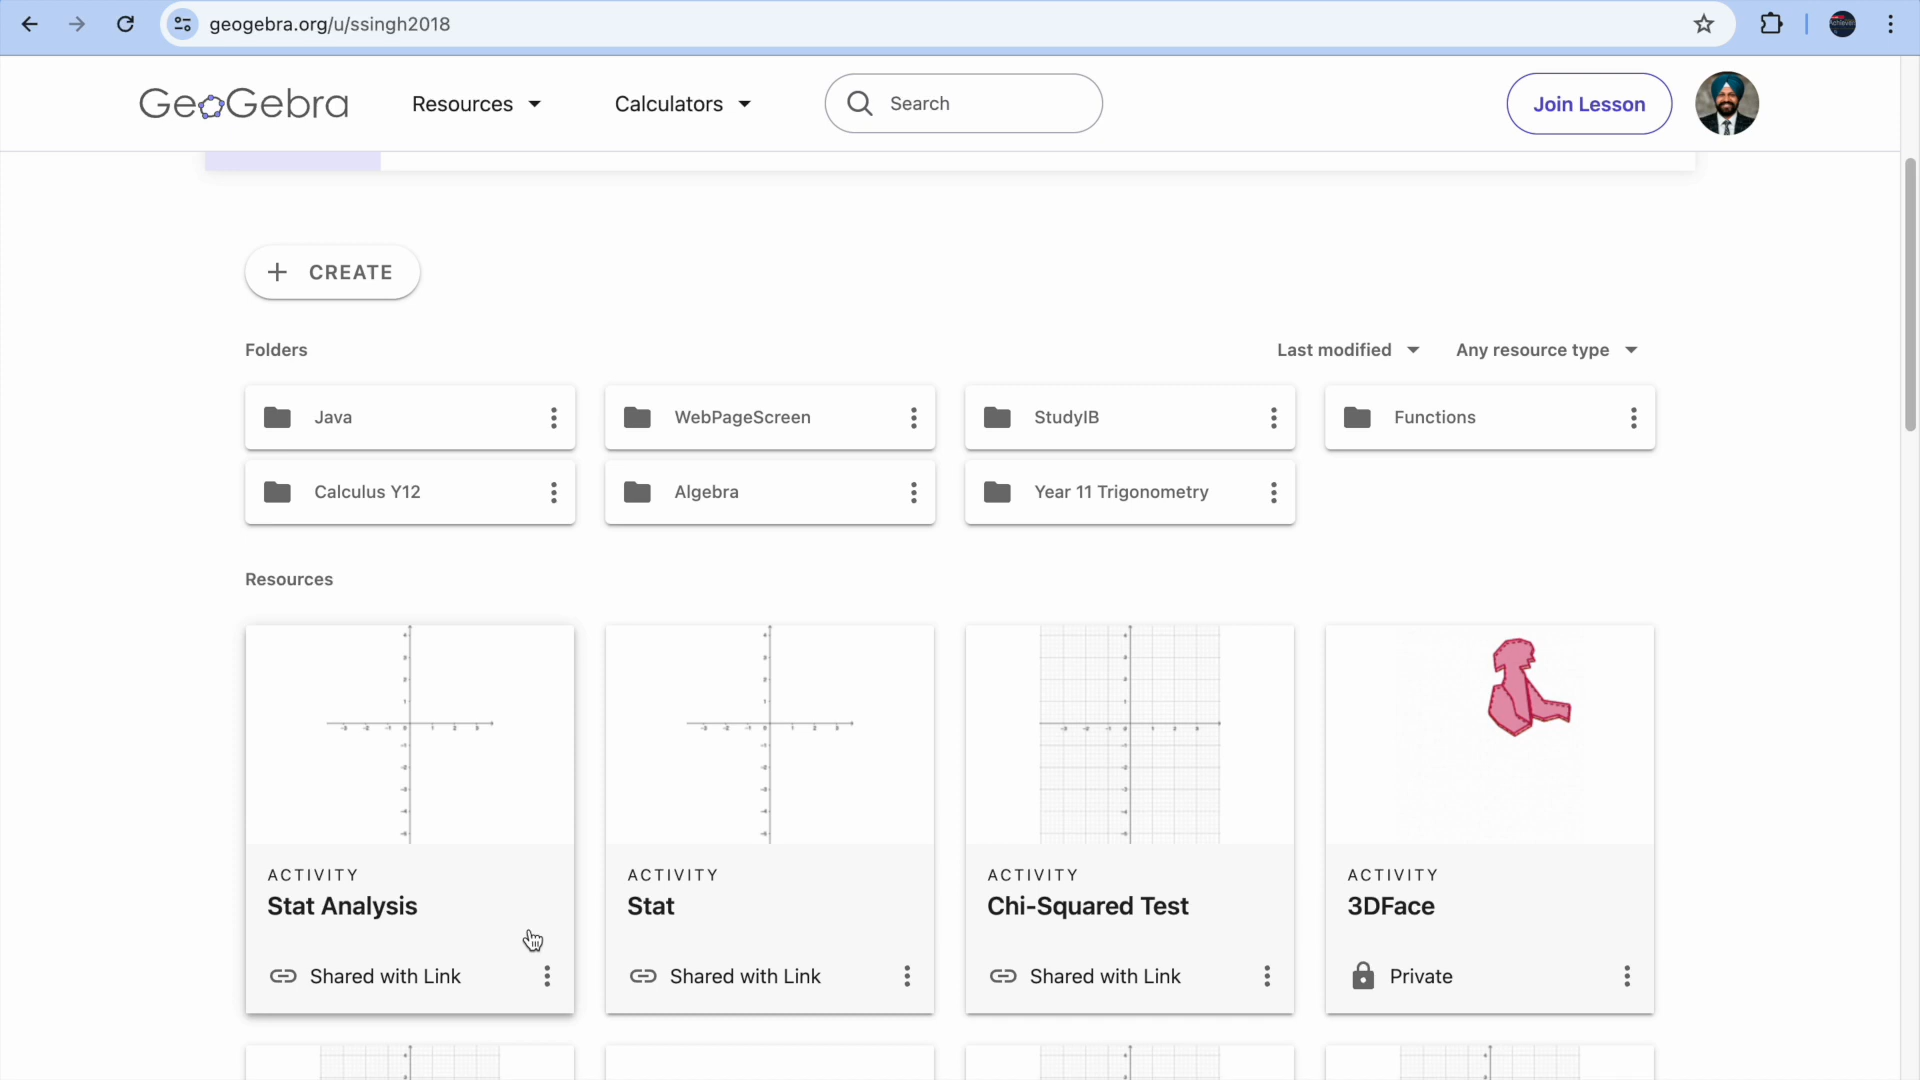 geogebra.org/u/ssingh2018
GeoGebra
Resources
Calculators
Search
Join Lesson
CREATE
Folders
Last modified
Any resource type
Java
WebPageScreen
StudyIB
Functions
Calculus Y12
Algebra
Year 11 Trigonometry
Resources
ACTIVITY
Stat Analysis
Shared with Link
ACTIVITY
Stat
Shared with Link
ACTIVITY
Chi-Squared Test
Shared with Link
ACTIVITY
3DFace
Private